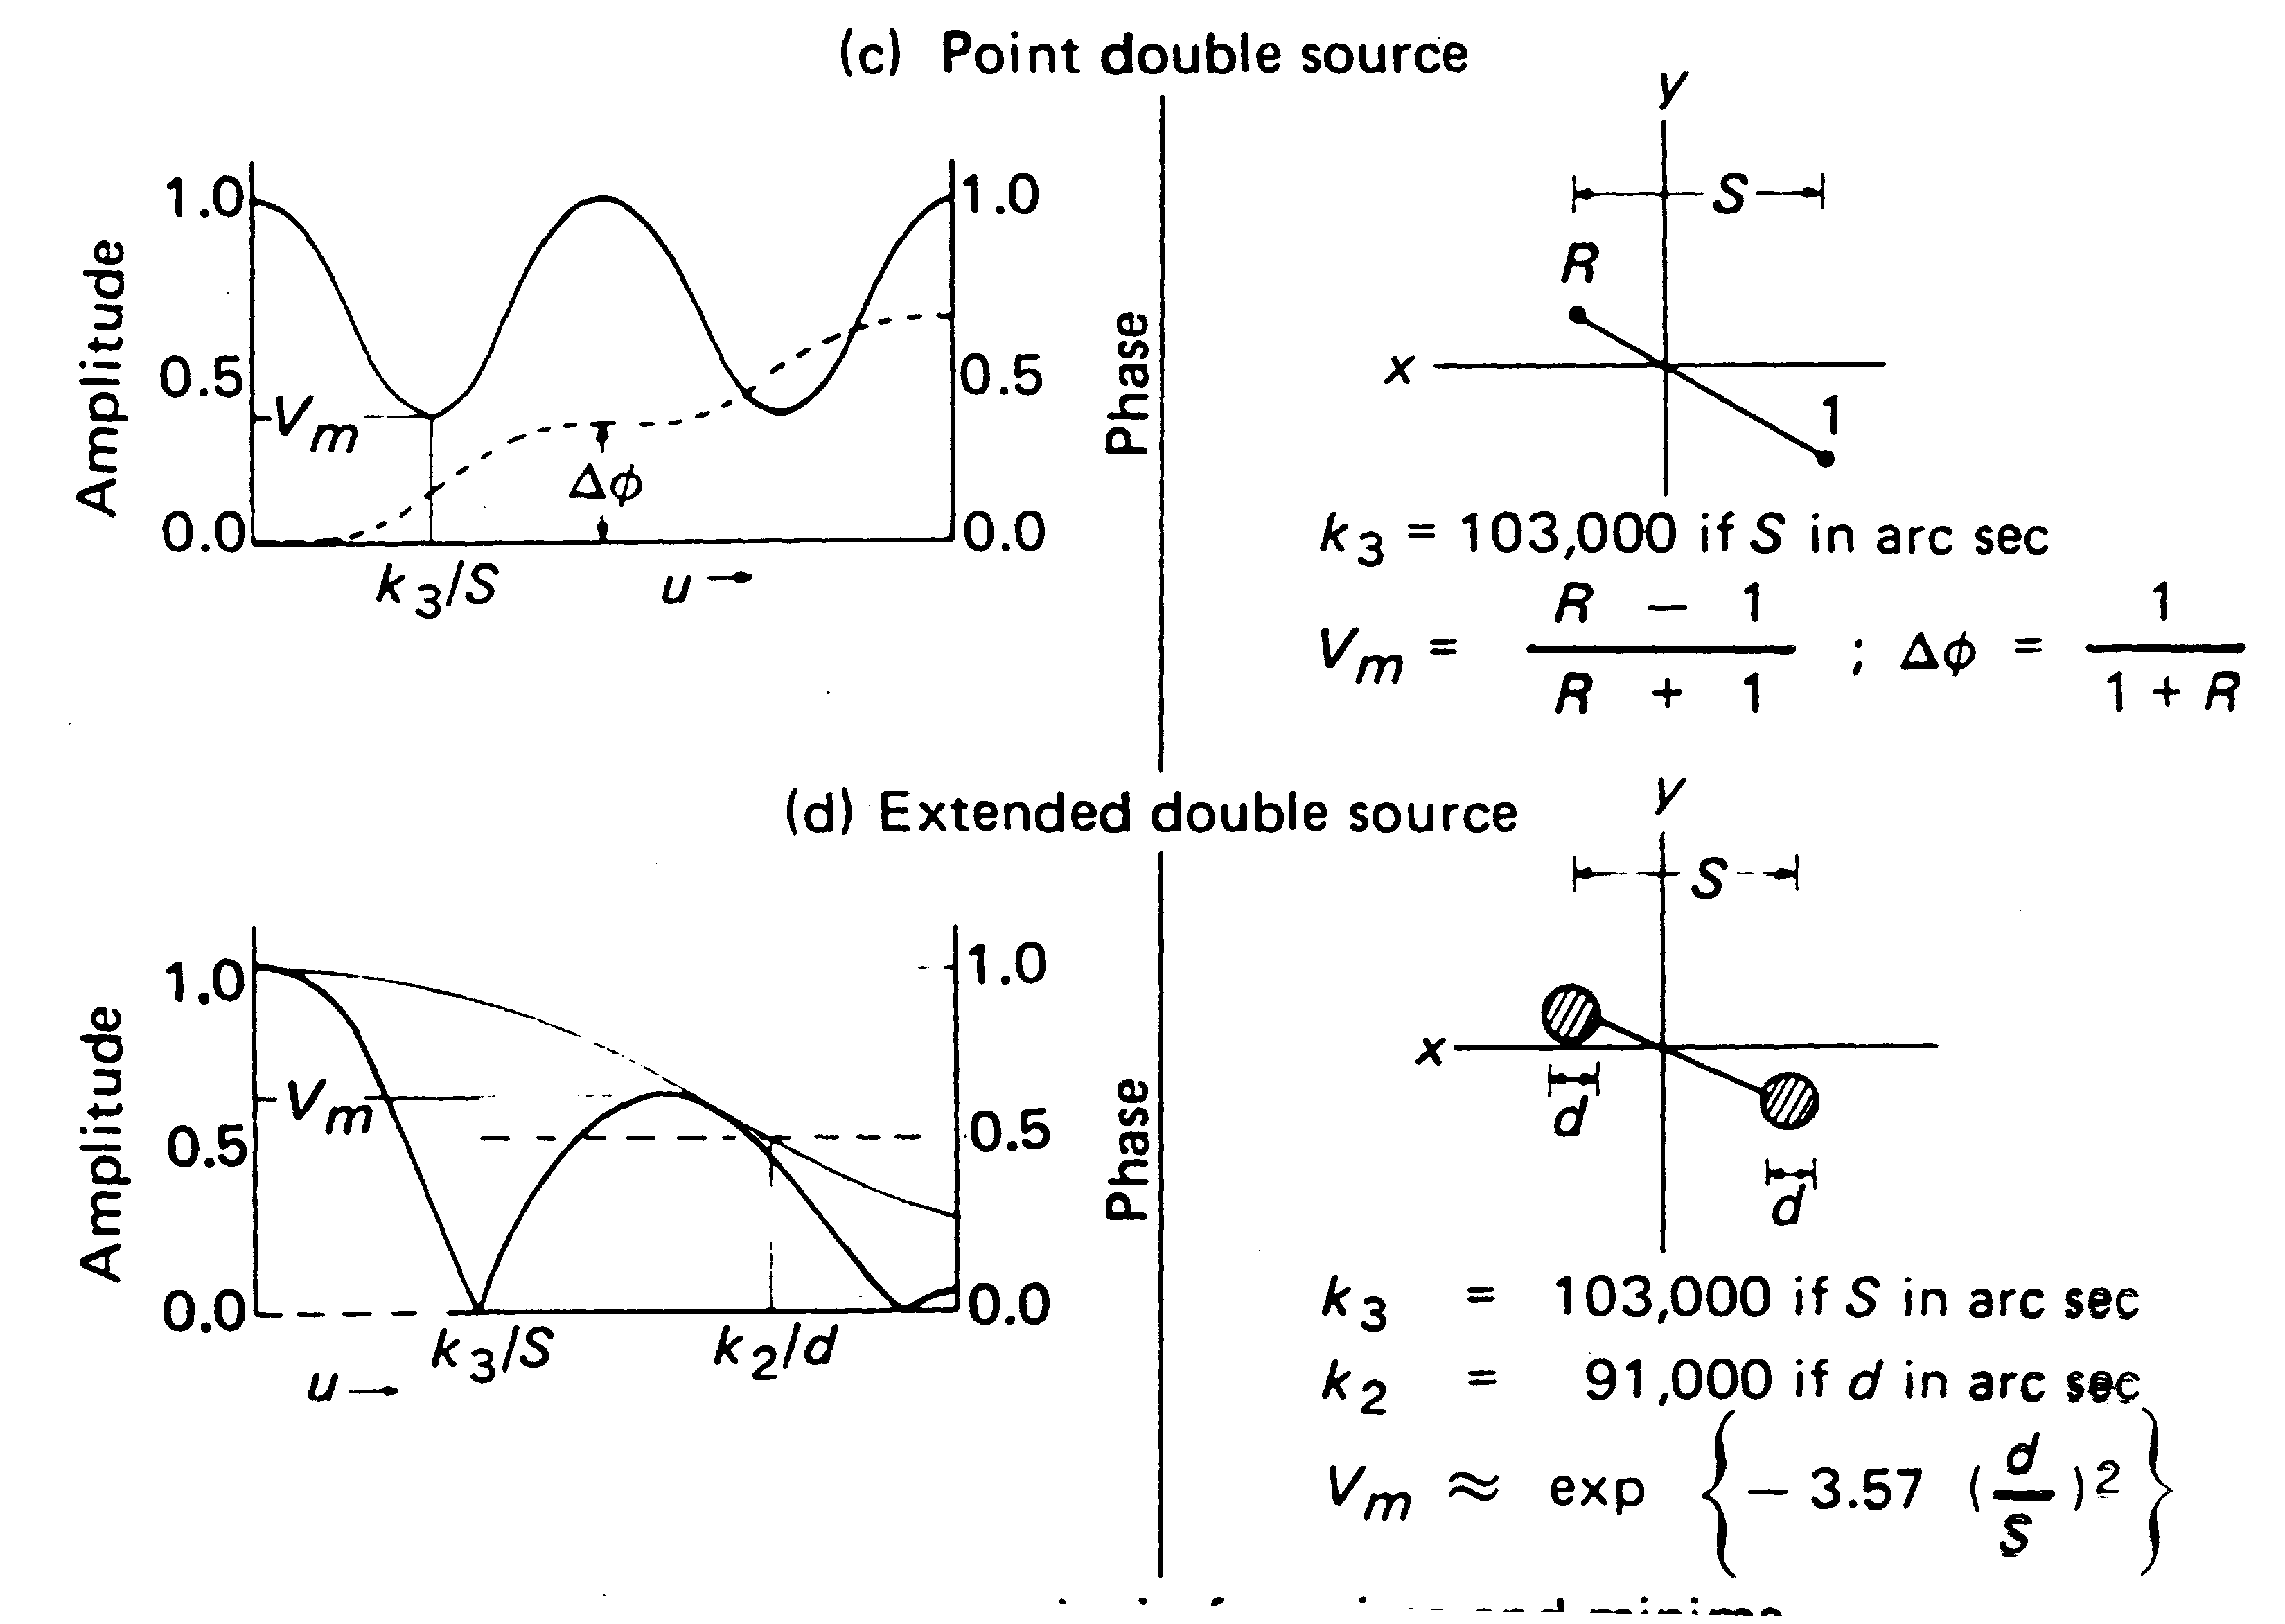 (c) Point double source
Amplitude
1.0
0.5
V_m
0.0
k_3/S
u →
Δϕ
1.0
0.5
0.0
Phase
y
S
R
x
1
k_3 = 103,000 if S in arc sec
V_m = (R - 1)/(R + 1) ; Δϕ = 1/(1 + R)
(d) Extended double source
Amplitude
1.0
V_m
0.5
0.0
k_3/S
k_2/d
u →
1.0
0.5
0.0
Phase
y
S
x
d
d
k_3 = 103,000 if S in arc sec
k_2 = 91,000 if d in arc sec
V_m ≈ exp { - 3.57 (d/S)^2 }